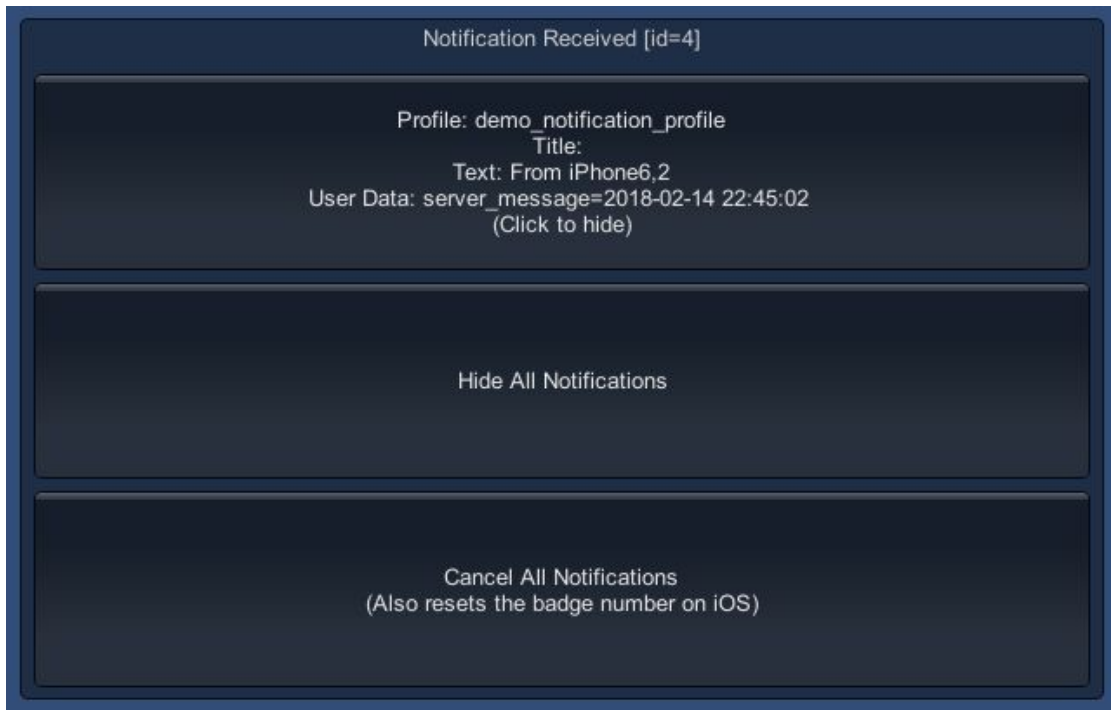 Notification Received [id=4]
Profile: demo_notification_profile
Title:
Text: From iPhone6,2
User Data: server_message=2018-02-14 22:45:02
(Click to hide)
Hide All Notifications
Cancel All Notifications
(Also resets the badge number on iOS)